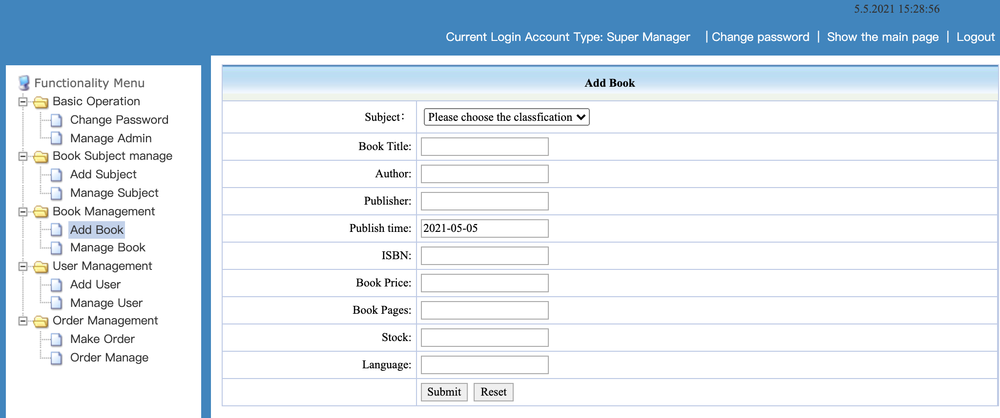 5.5.2021 15:28:56
Current Login Account Type: Super Manager | Change password | Show the main page | Logout
Functionality Menu
Basic Operation
Change Password
Manage Admin
Book Subject manage
Add Subject
Manage Subject
Book Management
Add Book
Manage Book
User Management
Add User
Manage User
Order Management
Make Order
Order Manage
Add Book
Subject: Please choose the classfication
Book Title:
Author:
Publisher:
Publish time: 2021-05-05
ISBN:
Book Price:
Book Pages:
Stock:
Language:
Submit Reset